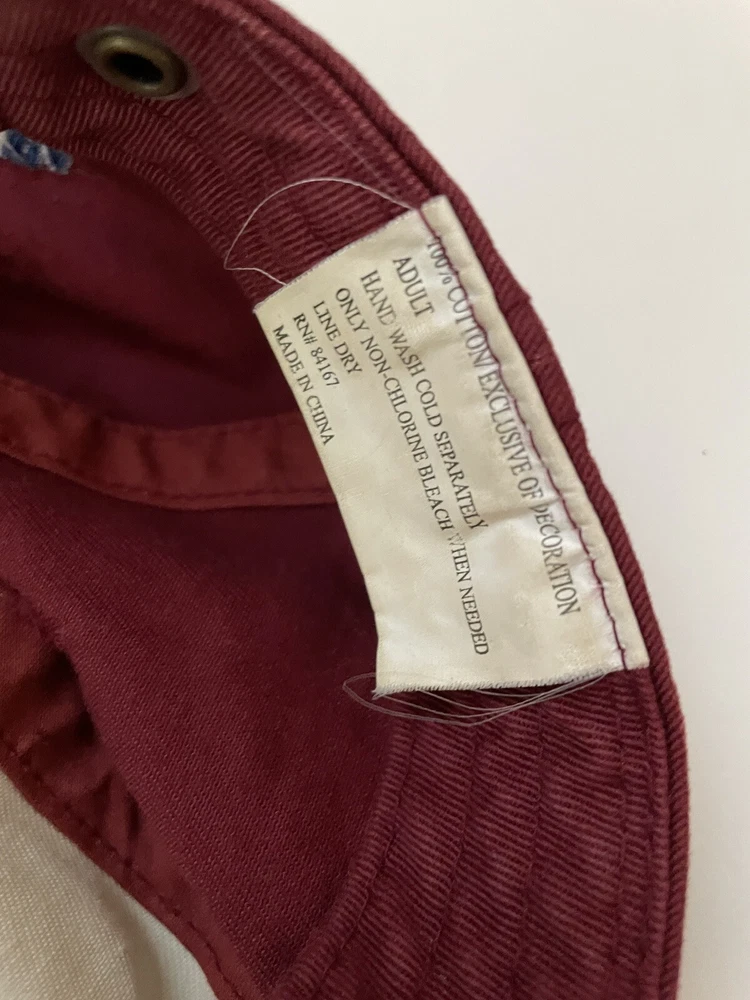 100% COTTON EXCLUSIVE OF DECORATION
ADULT
HAND WASH COLD SEPARATELY
ONLY NON-CHLORINE BLEACH WHEN NEEDED
LINE DRY
RN# 84167
MADE IN CHINA